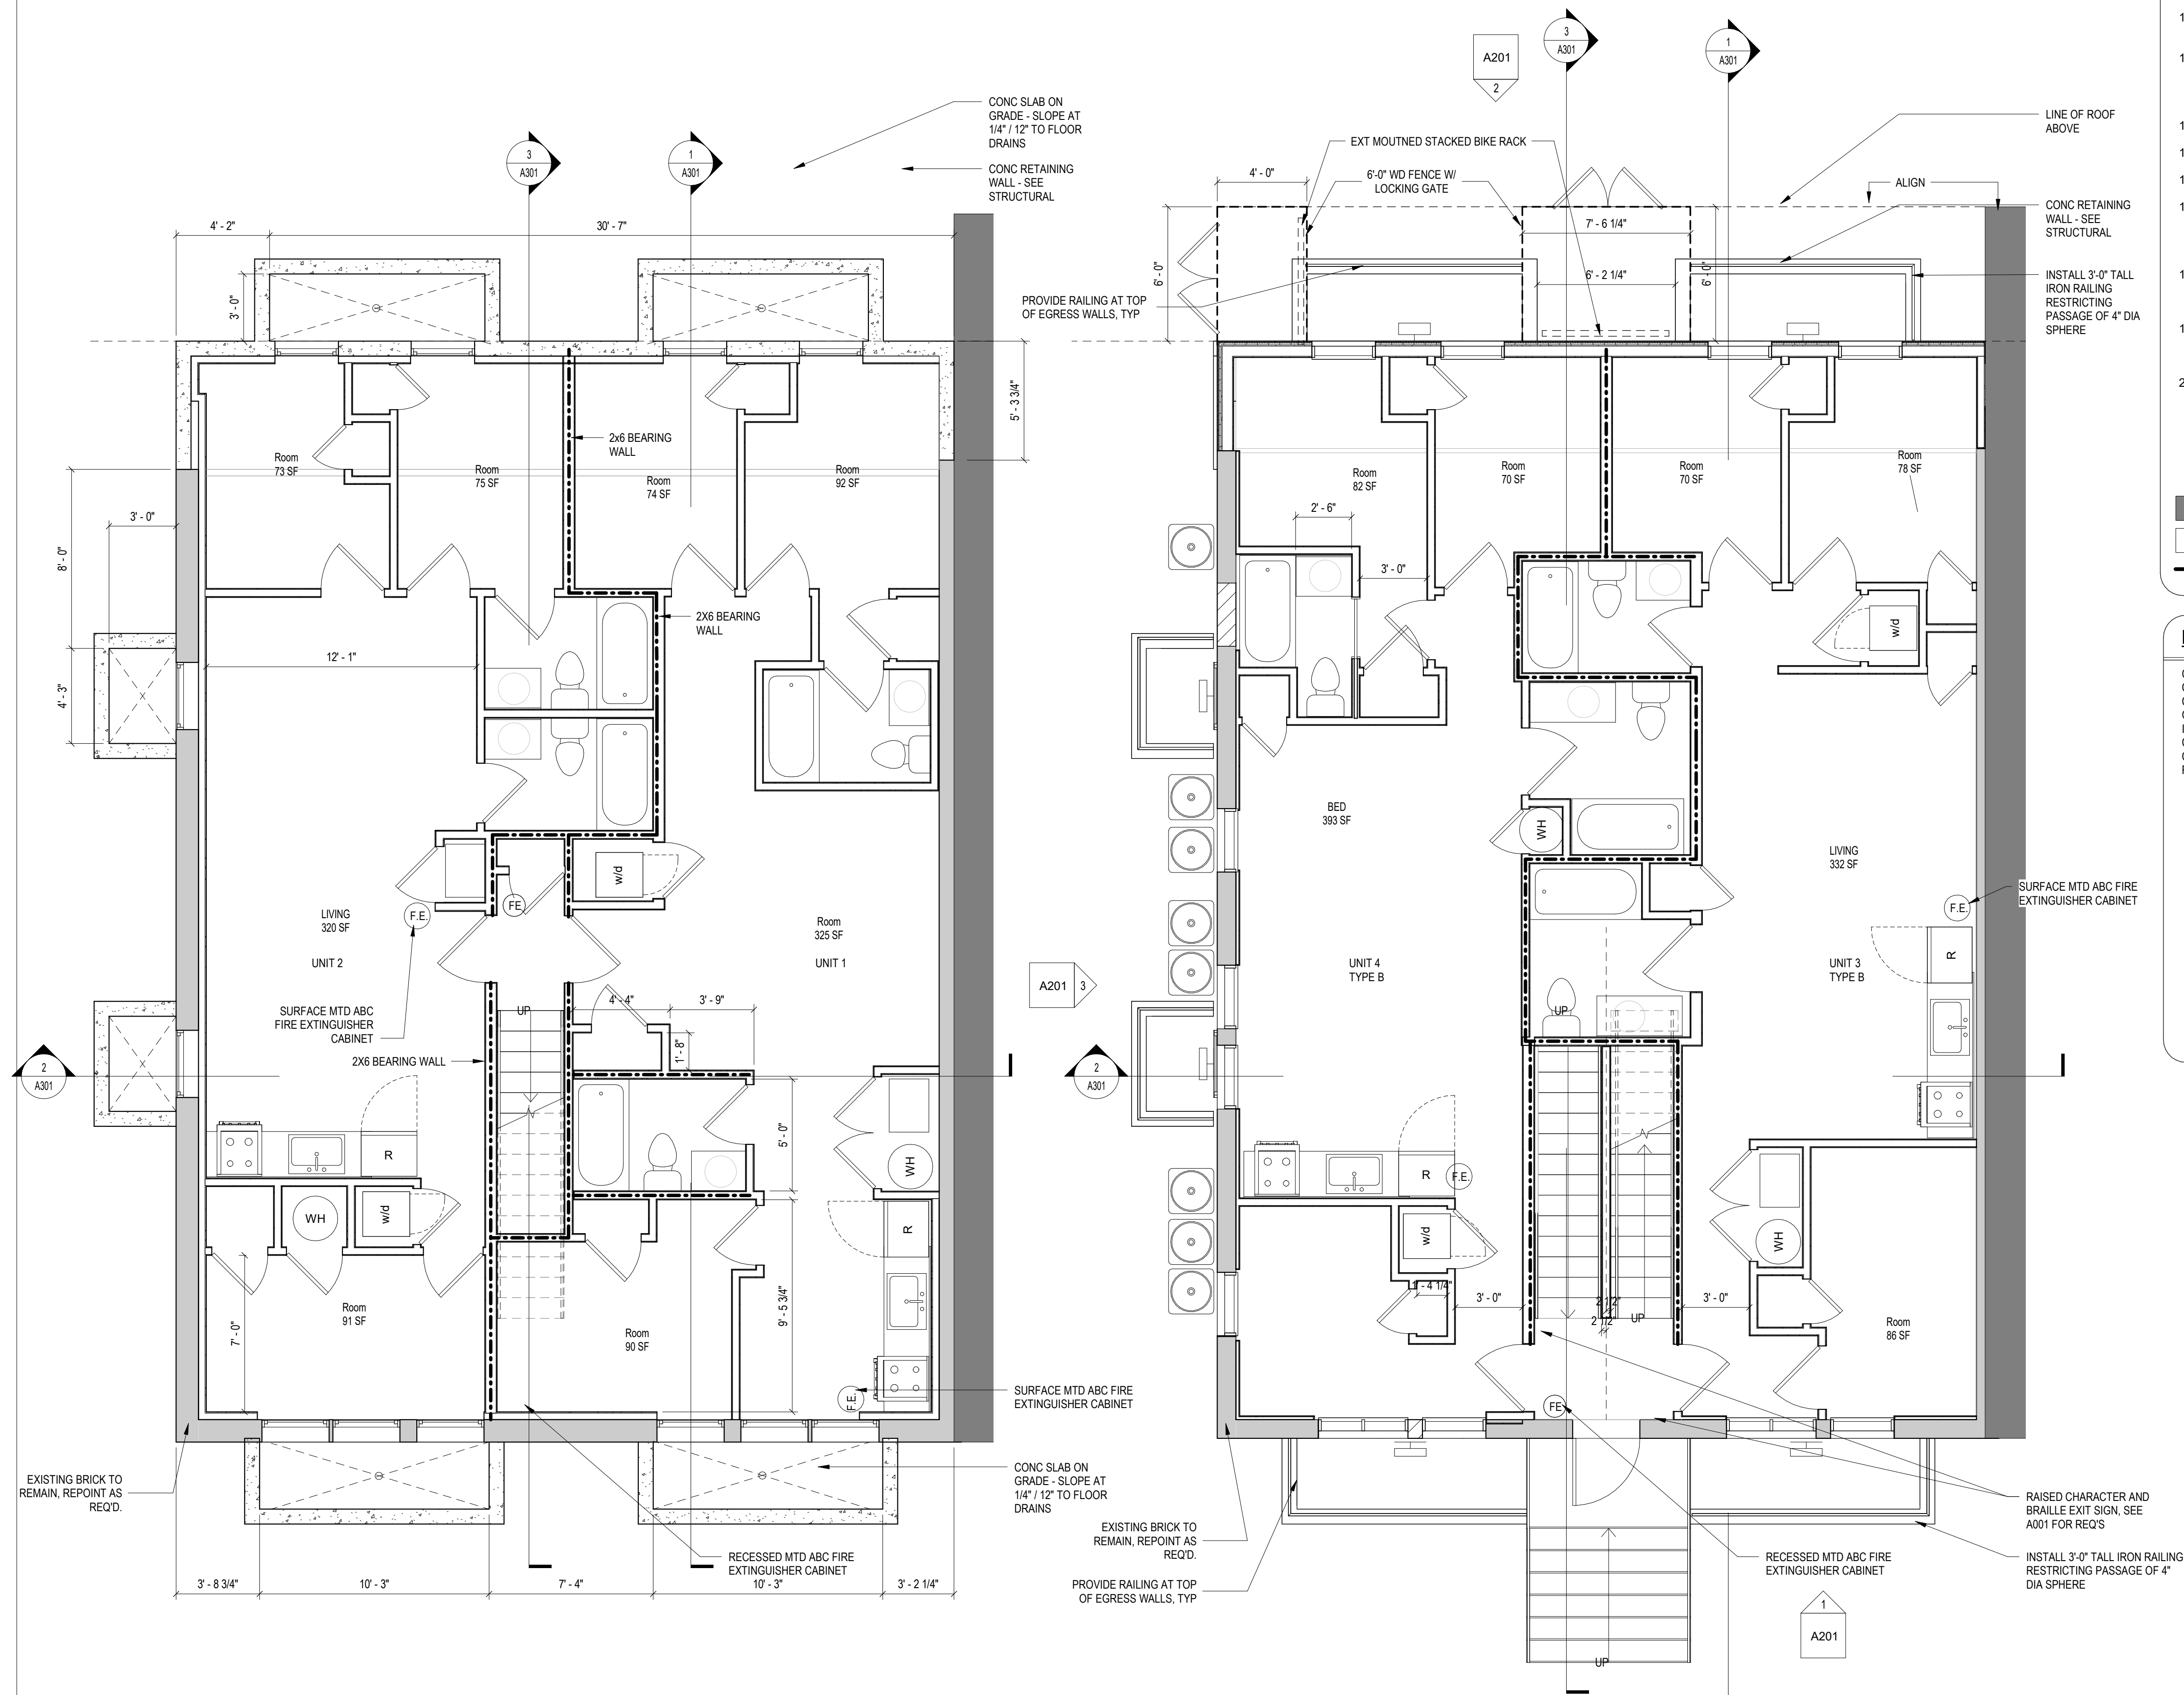 3
A301
1
A301
CONC SLAB ON
GRADE - SLOPE AT
1/4" / 12" TO FLOOR
DRAINS
CONC RETAINING
WALL - SEE
STRUCTURAL
4' - 2"
30' - 7"
3' - 0"
5' - 3 3/4"
2x6 BEARING
WALL
Room
73 SF
Room
75 SF
Room
74 SF
Room
92 SF
3' - 0"
8' - 0"
4' - 3"
12' - 1"
2X6 BEARING
WALL
w/d
FE
F.E.
LIVING
320 SF
UNIT 2
Room
325 SF
UNIT 1
SURFACE MTD ABC
FIRE EXTINGUISHER
CABINET
2X6 BEARING WALL
UP
4' - 4"
3' - 9"
1' - 8"
2
A301
R
WH
w/d
5' - 0"
WH
R
9' - 5 3/4"
7' - 0"
Room
91 SF
Room
90 SF
F.E.
SURFACE MTD ABC FIRE
EXTINGUISHER CABINET
EXISTING BRICK TO
REMAIN, REPOINT AS
REQ'D.
CONC SLAB ON
GRADE - SLOPE AT
1/4" / 12" TO FLOOR
DRAINS
RECESSED MTD ABC FIRE
EXTINGUISHER CABINET
3' - 8 3/4"
10' - 3"
7' - 4"
10' - 3"
3' - 2 1/4"
A201
2
3
A301
1
A301
LINE OF ROOF
ABOVE
EXT MOUTNED STACKED BIKE RACK
4' - 0"
6'-0" WD FENCE W/
LOCKING GATE
ALIGN
CONC RETAINING
WALL - SEE
STRUCTURAL
7' - 6 1/4"
6' - 0"
6' - 2 1/4"
6' - 0"
PROVIDE RAILING AT TOP
OF EGRESS WALLS, TYP
INSTALL 3'-0" TALL
IRON RAILING
RESTRICTING
PASSAGE OF 4" DIA
SPHERE
Room
82 SF
Room
70 SF
Room
70 SF
Room
78 SF
2' - 6"
3' - 0"
w/d
BED
393 SF
WH
LIVING
332 SF
F.E.
SURFACE MTD ABC FIRE
EXTINGUISHER CABINET
UNIT 4
TYPE B
UNIT 3
TYPE B
R
A201
3
UP
2
A301
R
F.E.
w/d
WH
1' - 4 1/4"
3' - 0"
2 1/2"
2 1/2"
UP
3' - 0"
Room
86 SF
FE
EXISTING BRICK TO
REMAIN, REPOINT AS
REQ'D.
RAISED CHARACTER AND
BRAILLE EXIT SIGN, SEE
A001 FOR REQ'S
RECESSED MTD ABC FIRE
EXTINGUISHER CABINET
INSTALL 3'-0" TALL IRON RAILING
RESTRICTING PASSAGE OF 4"
DIA SPHERE
PROVIDE RAILING AT TOP
OF EGRESS WALLS, TYP
1
A201
UP